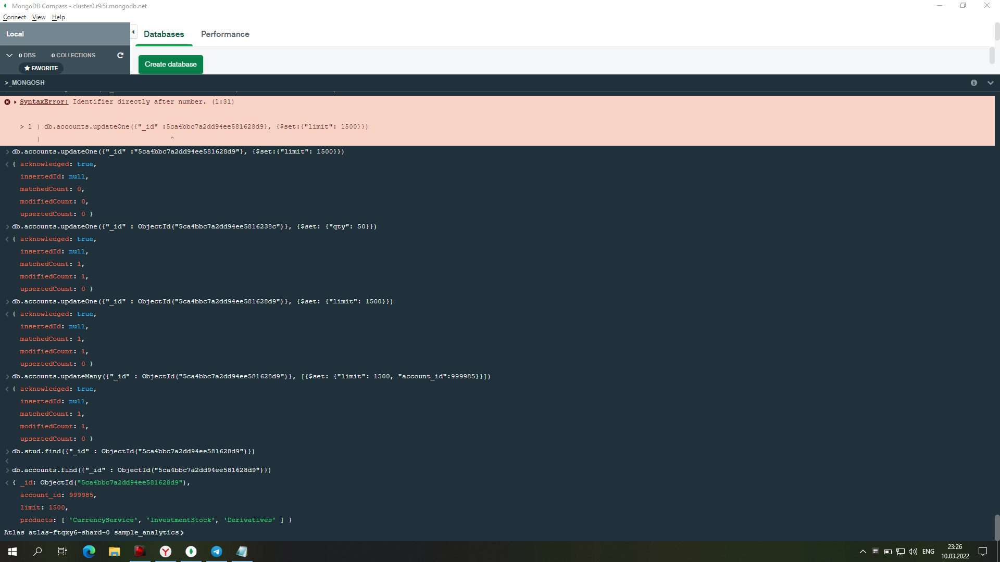 MongoDB Compass - cluster0.r9i5i.mongodb.net
Connect View Help
Local
Databases Performance
0 DBS 0 COLLECTIONS
FAVORITE
Create database
>_MONGOSH
SyntaxError: Identifier directly after number. (1:31)
> 1 | db.accounts.updateOne({"_id" :5ca4bbc7a2dd94ee581628d9}, {$set:{"limit": 1500}})
| ^
> db.accounts.updateOne({"_id" :"5ca4bbc7a2dd94ee581628d9"}, {$set:{"limit": 1500}})
< { acknowledged: true,
insertedId: null,
matchedCount: 0,
modifiedCount: 0,
upsertedCount: 0 }
> db.accounts.updateOne({"_id" : ObjectId("5ca4bbc7a2dd94ee5816238c")}, {$set: {"qty": 50}})
< { acknowledged: true,
insertedId: null,
matchedCount: 1,
modifiedCount: 1,
upsertedCount: 0 }
> db.accounts.updateOne({"_id" : ObjectId("5ca4bbc7a2dd94ee581628d9")}, {$set: {"limit": 1500}})
< { acknowledged: true,
insertedId: null,
matchedCount: 1,
modifiedCount: 1,
upsertedCount: 0 }
> db.accounts.updateMany({"_id" : ObjectId("5ca4bbc7a2dd94ee581628d9")}, [{$set: {"limit": 1500, "account_id":999985}}])
< { acknowledged: true,
insertedId: null,
matchedCount: 1,
modifiedCount: 1,
upsertedCount: 0 }
> db.stud.find({"_id" : ObjectId("5ca4bbc7a2dd94ee581628d9")})
<
> db.accounts.find({"_id" : ObjectId("5ca4bbc7a2dd94ee581628d9")})
< { _id: ObjectId("5ca4bbc7a2dd94ee581628d9"),
account_id: 999985,
limit: 1500,
products: [ 'CurrencyService', 'InvestmentStock', 'Derivatives' ] }
Atlas atlas-ftqxy6-shard-0 sample_analytics>
ENG
23:26
10.03.2022